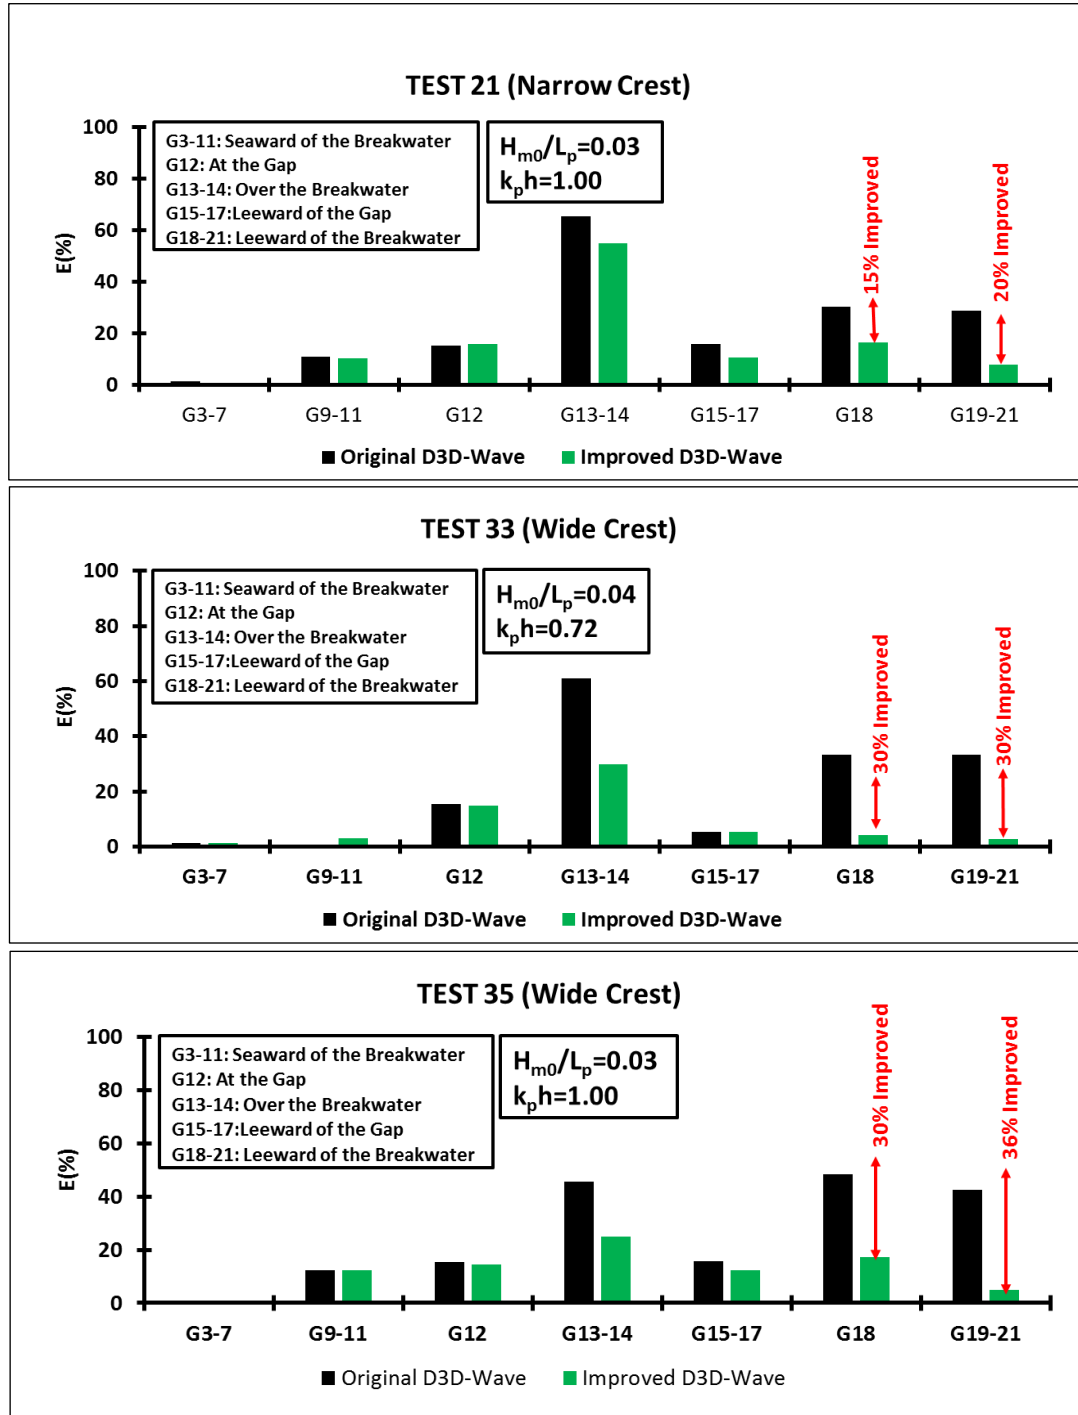 TEST 21 (Narrow Crest)
G3-11: Seaward of the Breakwater
G12: At the Gap
G13-14: Over the Breakwater
G15-17:Leeward of the Gap
G18-21: Leeward of the Breakwater
Hm0/Lp=0.03
kph=1.00
E(%)
100
80
60
40
20
0
15% Improved
20% Improved
G3-7
G9-11
G12
G13-14
G15-17
G18
G19-21
Original D3D-Wave
Improved D3D-Wave
TEST 33 (Wide Crest)
G3-11: Seaward of the Breakwater
G12: At the Gap
G13-14: Over the Breakwater
G15-17:Leeward of the Gap
G18-21: Leeward of the Breakwater
Hm0/Lp=0.04
kph=0.72
E(%)
100
80
60
40
20
0
30% Improved
30% Improved
G3-7
G9-11
G12
G13-14
G15-17
G18
G19-21
Original D3D-Wave
Improved D3D-Wave
TEST 35 (Wide Crest)
G3-11: Seaward of the Breakwater
G12: At the Gap
G13-14: Over the Breakwater
G15-17:Leeward of the Gap
G18-21: Leeward of the Breakwater
Hm0/Lp=0.03
kph=1.00
E(%)
100
80
60
40
20
0
30% Improved
36% Improved
G3-7
G9-11
G12
G13-14
G15-17
G18
G19-21
Original D3D-Wave
Improved D3D-Wave